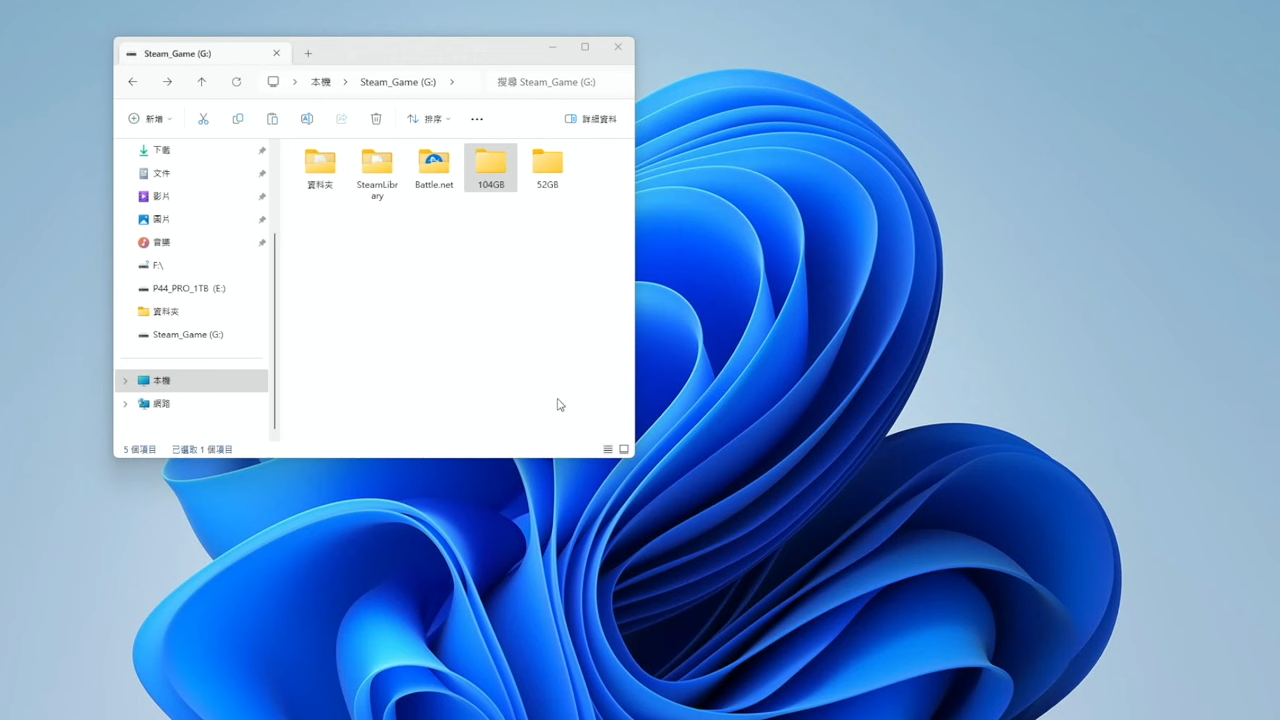 Steam_Game (G:)
本機
Steam_Game (G:)
搜尋 Steam_Game (G:)
新增
排序
詳細資料
下載
文件
影片
圖片
音樂
F:\
P44_PRO_1TB (E:)
資料夾
Steam_Game (G:)
本機
網路
資料夾
SteamLibr
ary
Battle.net
104GB
52GB
5 個項目
已選取 1 個項目